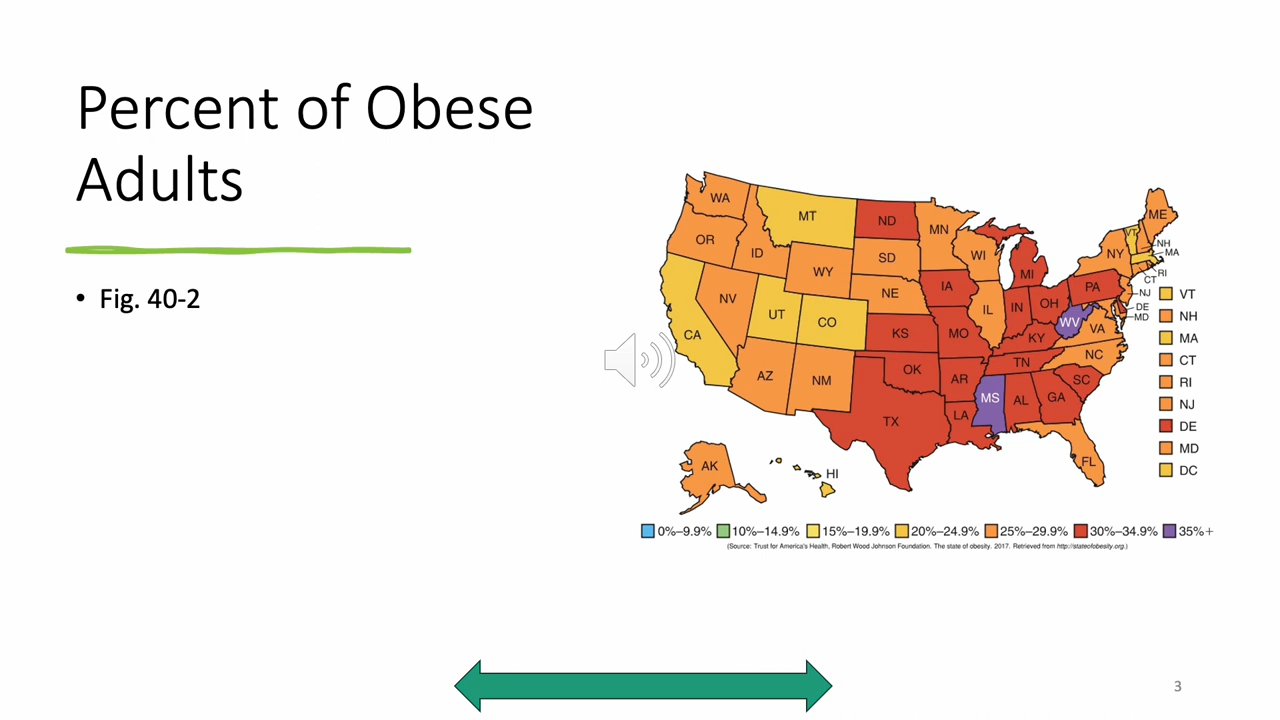 Percent of Obese
Adults
• Fig. 40-2
WA
MT
ND
MN
ME
OR
ID
WY
SD
WI
MI
NY
VT
NH
MA
RI
CT
NJ
DE
MD
NV
NE
IA
IL
IN
OH
PA
WV
VA
CA
UT
CO
KS
MO
KY
NC
TN
AZ
NM
OK
AR
SC
MS
AL
GA
TX
LA
FL
AK
HI
VT
NH
MA
CT
RI
NJ
DE
MD
DC
0%–9.9% 10%–14.9% 15%–19.9% 20%–24.9% 25%–29.9% 30%–34.9% 35%+
(Source: Trust for America's Health, Robert Wood Johnson Foundation. The state of obesity. 2017. Retrieved from http://stateofobesity.org.)
3